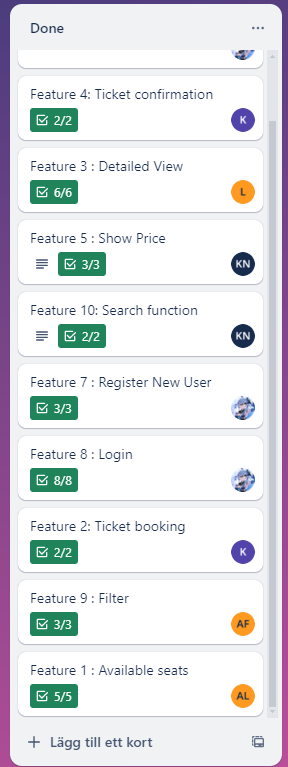 Done
Feature 4: Ticket confirmation
2/2
K
Feature 3 : Detailed View
6/6
L
Feature 5 : Show Price
3/3
KN
Feature 10: Search function
2/2
KN
Feature 7 : Register New User
3/3
Feature 8 : Login
8/8
Feature 2: Ticket booking
2/2
K
Feature 9 : Filter
3/3
AF
Feature 1 : Available seats
5/5
AL
Lägg till ett kort